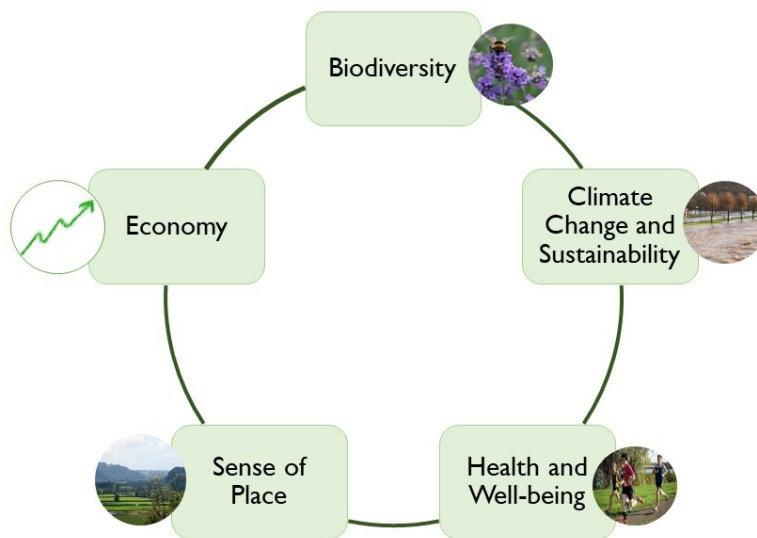 Biodiversity
Climate
Change and
Sustainability
Health and
Well-being
Sense of
Place
Economy